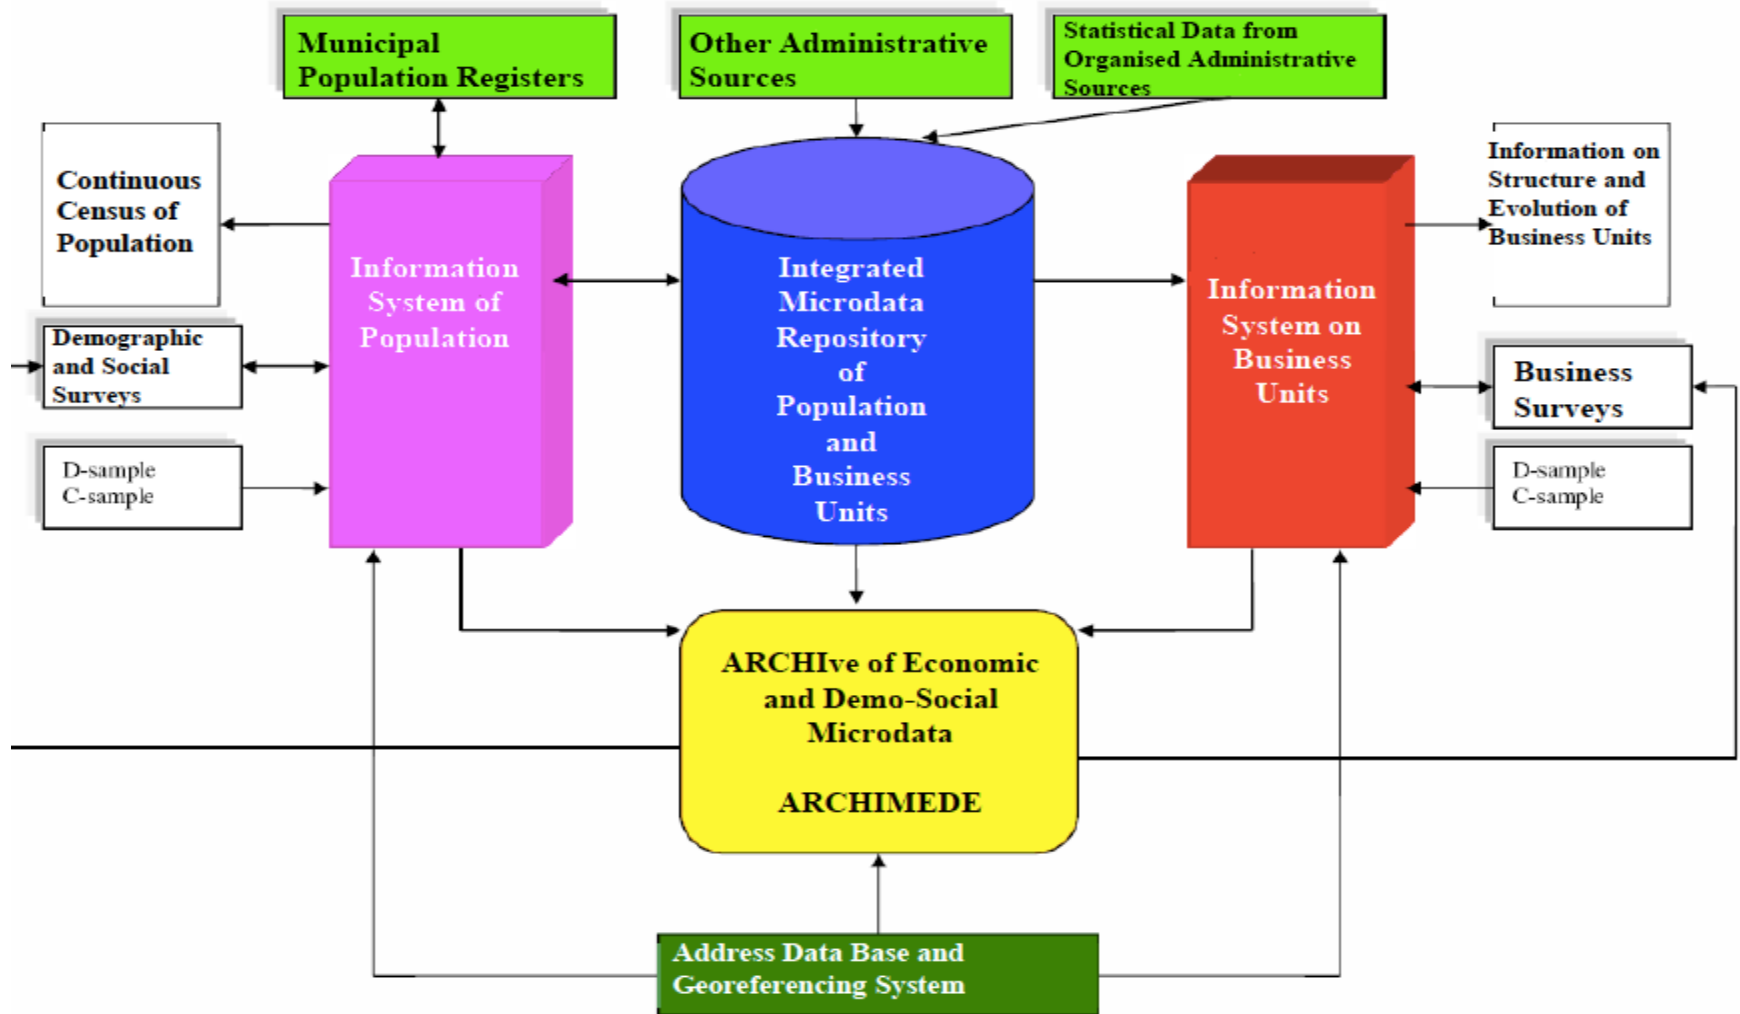 Municipal
Population Registers
Other Administrative
Sources
Statistical Data from
Organised Administrative
Sources
Continuous
Census of
Population
Information
System of
Population
Integrated
Microdata
Repository
of
Population
and
Business
Units
Information
System on
Business
Units
Information on
Structure and
Evolution of
Business Units
Demographic
and Social
Surveys
Business
Surveys
D-sample
C-sample
D-sample
C-sample
ARCHIve of Economic
and Demo-Social
Microdata
ARCHIMEDE
Address Data Base and
Georeferencing System